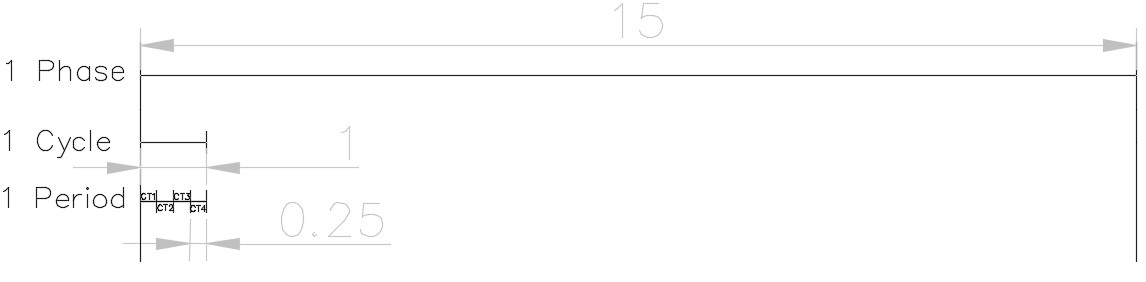 15
1 Phase
1 Cycle
1
1 Period
CT1
CT2
CT3
CT4
0.25